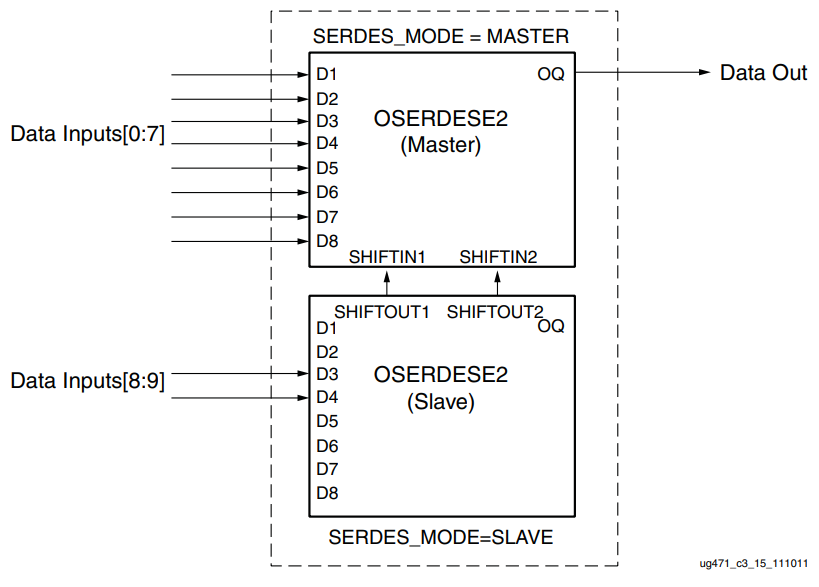 SERDES_MODE = MASTER
D1
OQ
Data Out
D2
D3
OSERDESE2
Data Inputs[0:7]
D4
(Master)
D5
D6
D7
D8
SHIFTIN1
SHIFTIN2
SHIFTOUT1
SHIFTOUT2
D1
OQ
D2
D3
OSERDESE2
Data Inputs[8:9]
D4
(Slave)
D5
D6
D7
D8
SERDES_MODE=SLAVE
ug471_c3_15_111011